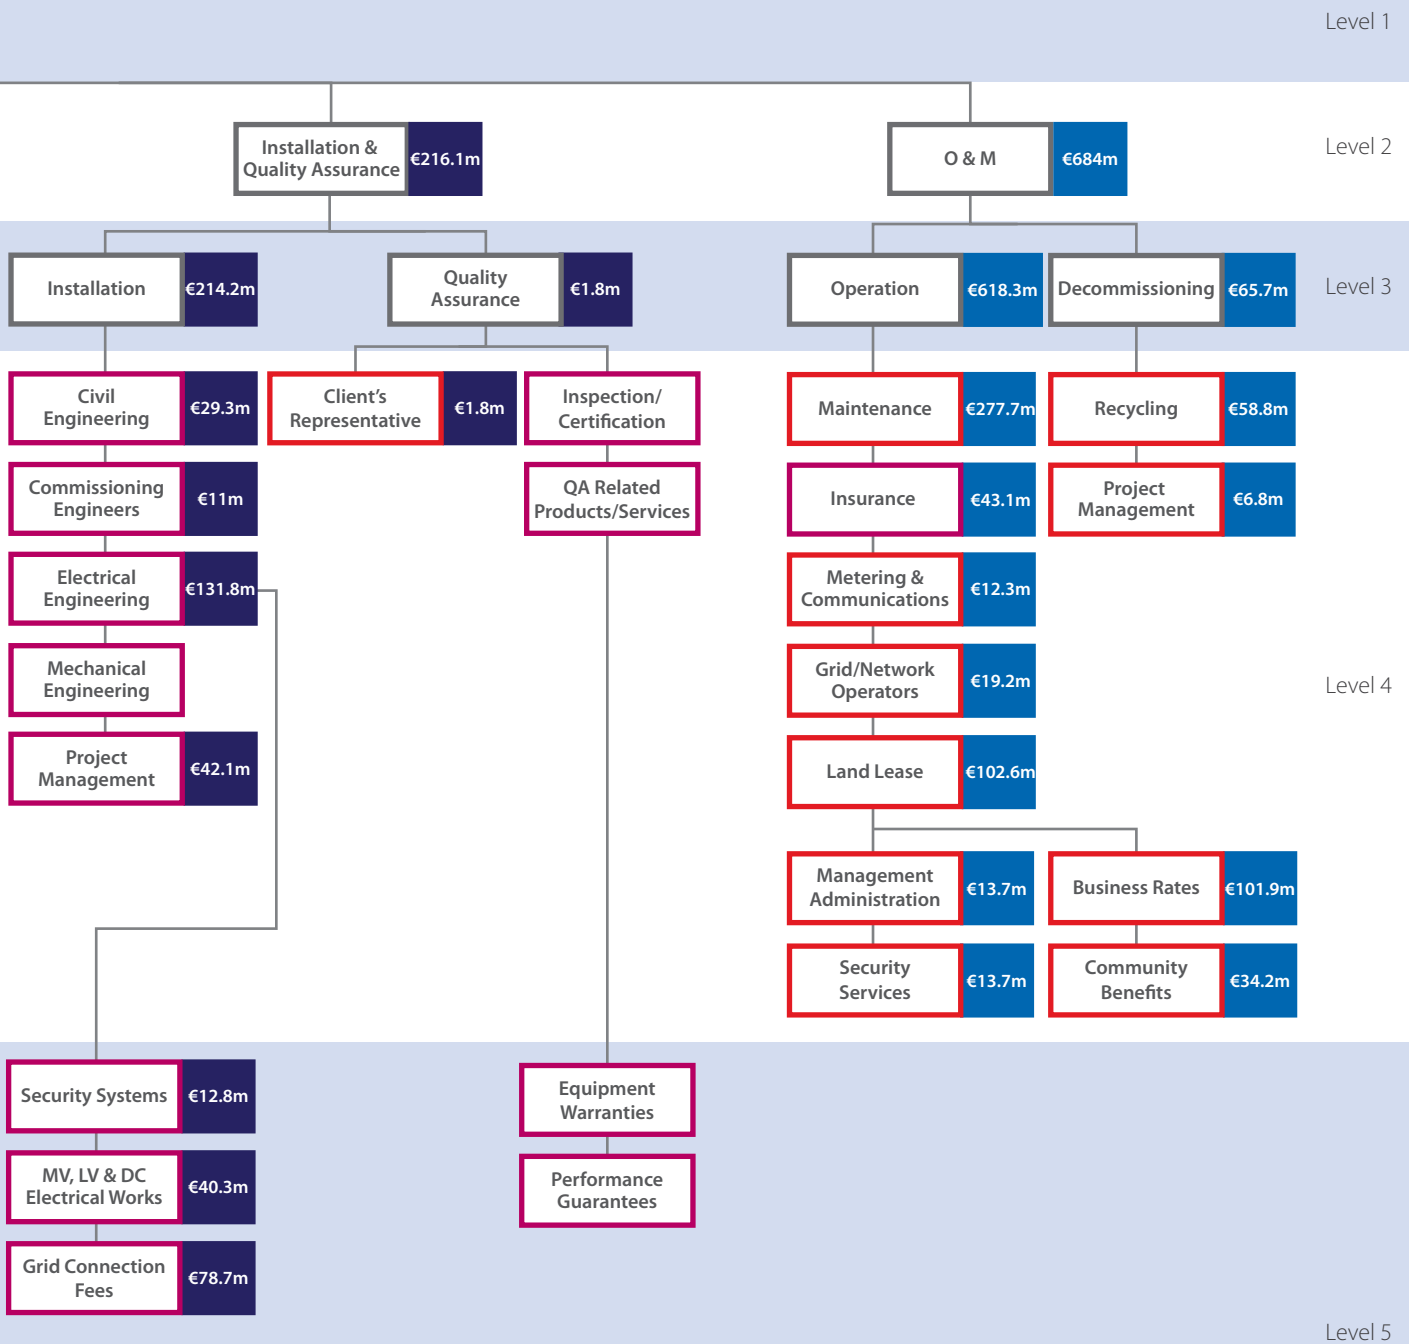 Level 1
Installation &
Quality Assurance
€216.1m
O & M
€684m
Level 2
Installation
€214.2m
Quality
Assurance
€1.8m
Operation
€618.3m
Decommissioning
€65.7m
Level 3
Civil
Engineering
€29.3m
Client’s
Representative
€1.8m
Inspection/
Certification
Maintenance
€277.7m
Recycling
€58.8m
Commissioning
Engineers
€11m
QA Related
Products/Services
Insurance
€43.1m
Project
Management
€6.8m
Electrical
Engineering
€131.8m
Metering &
Communications
€12.3m
Mechanical
Engineering
Grid/Network
Operators
€19.2m
Level 4
Project
Management
€42.1m
Land Lease
€102.6m
Management
Administration
€13.7m
Business Rates
€101.9m
Security
Services
€13.7m
Community
Benefits
€34.2m
Security Systems
€12.8m
Equipment
Warranties
MV, LV & DC
Electrical Works
€40.3m
Performance
Guarantees
Grid Connection
Fees
€78.7m
Level 5